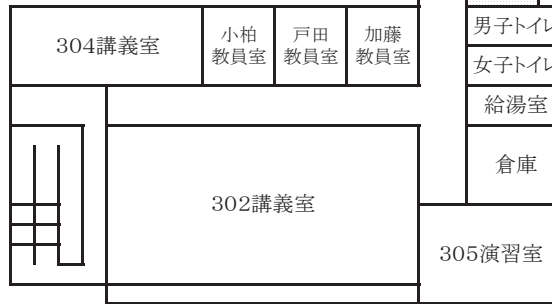 304講義室
小柏
教員室
戸田
教員室
加藤
教員室
男子トイレ
女子トイレ
給湯室
倉庫
302講義室
305演習室